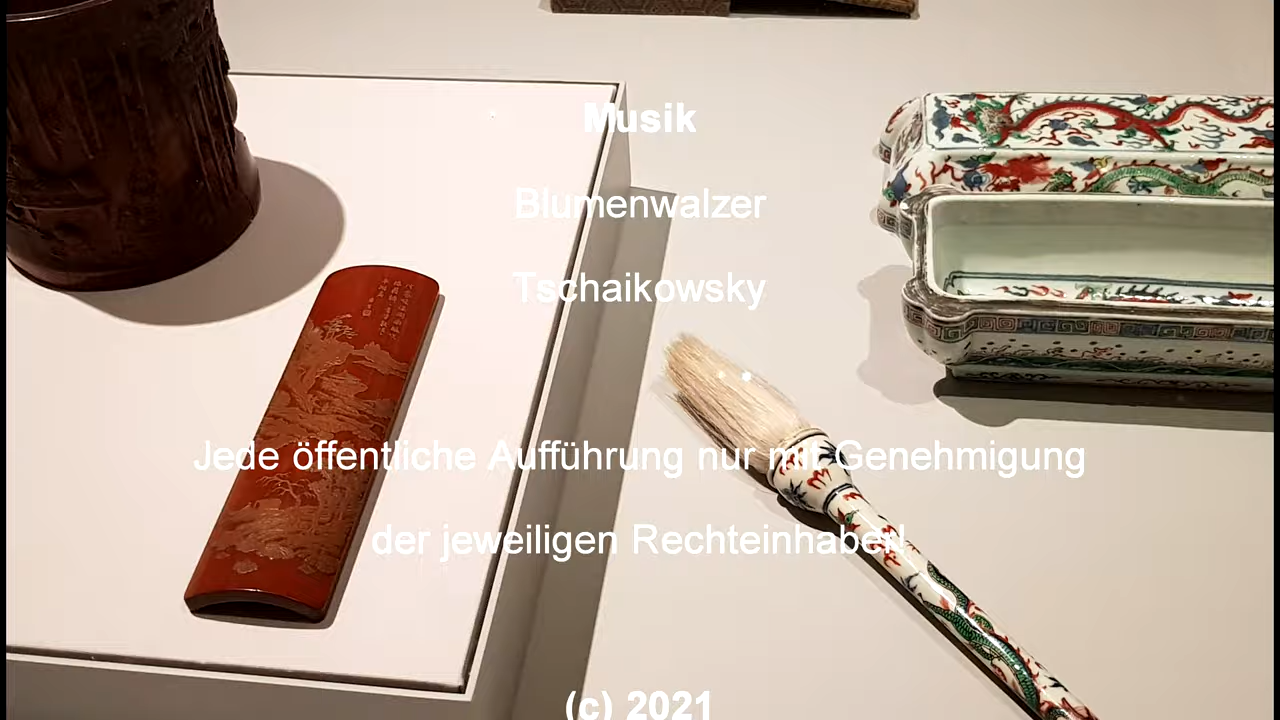 Musik
Blumenwalzer
Tschaikowsky
Jede öffentliche Aufführung nur mit Genehmigung
der jeweiligen Rechteinhaber!
(c) 2021